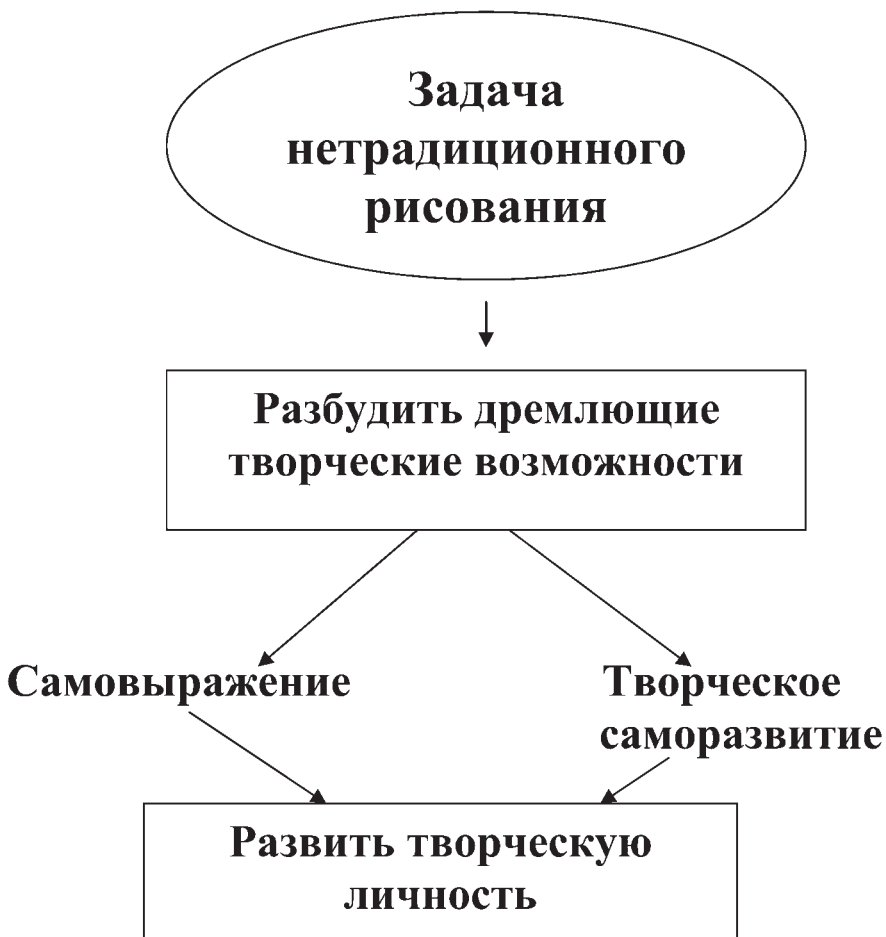 Задача
нетрадиционного
рисования
Разбудить дремлющие
творческие возможности
Самовыражение
Творческое
саморазвитие
Развить творческую
личность